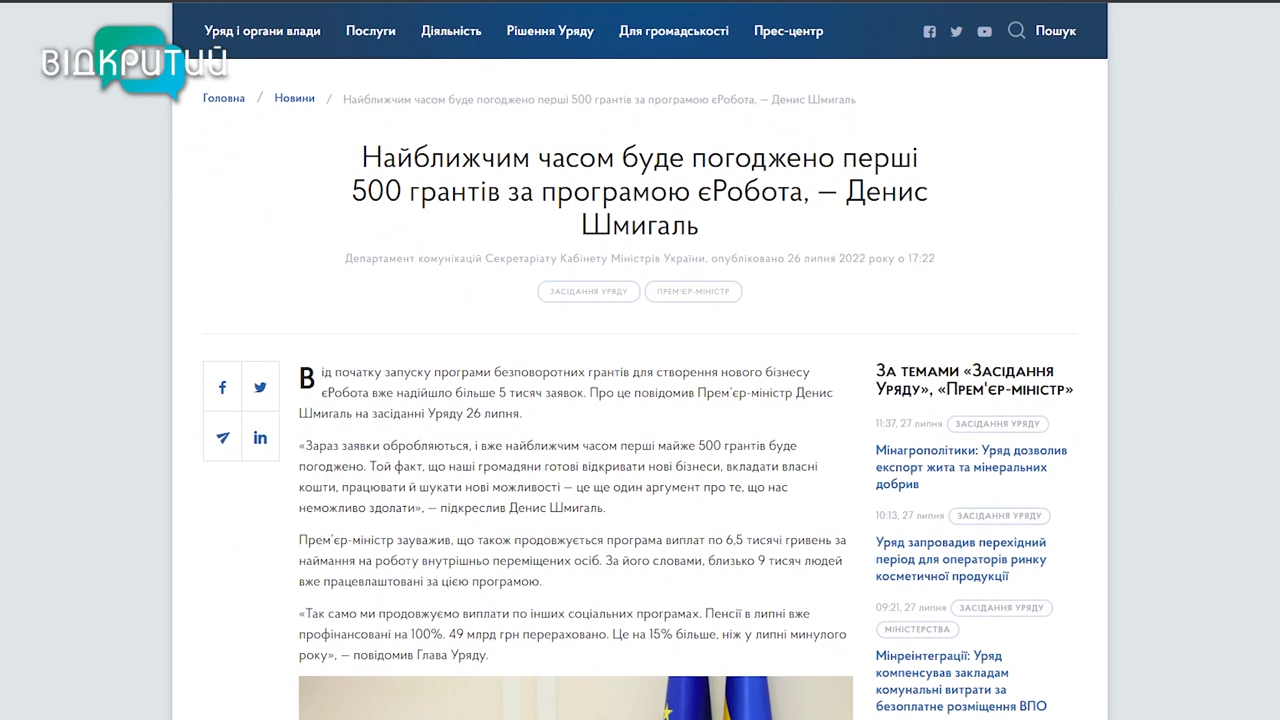 Уряд і органи влади Послуги Діяльність Рішення Уряду Для громадськості Прес-центр Пошук
ВІДКРИТИЙ
Головна / Новини / Найближчим часом буде погоджено перші 500 грантів за програмою єРобота, — Денис Шмигаль
Найближчим часом буде погоджено перші
500 грантів за програмою єРобота, — Денис
Шмигаль
Департамент комунікацій Секретаріату Кабінету Міністрів України, опубліковано 26 липня 2022 року о 17:22
ЗАСІДАННЯ УРЯДУ ПРЕМ'ЄР-МІНІСТР
Від початку запуску програми безповоротних грантів для створення нового бізнесу
єРобота вже надійшло більше 5 тисяч заявок. Про це повідомив Прем’єр-міністр Денис
Шмигаль на засіданні Уряду 26 липня.
«Зараз заявки обробляються, і вже найближчим часом перші майже 500 грантів буде
погоджено. Той факт, що наші громадяни готові відкривати нові бізнеси, вкладати власні
кошти, працювати й шукати нові можливості — це ще один аргумент про те, що нас
неможливо здолати», — підкреслив Денис Шмигаль.
Прем’єр-міністр зауважив, що також продовжується програма виплат по 6,5 тисячі гривень за
наймання на роботу внутрішньо переміщених осіб. За його словами, близько 9 тисяч людей
вже працевлаштовані за цією програмою.
«Так само ми продовжуємо виплати по інших соціальних програмах. Пенсії в липні вже
профінансовані на 100%. 49 млрд грн перераховано. Це на 15% більше, ніж у липні минулого
року», — повідомив Глава Уряду.
За темами «Засідання
Уряду», «Прем'єр-міністр»
11:37, 27 липня ЗАСІДАННЯ УРЯДУ
Мінагрополітики: Уряд дозволив
експорт жита та мінеральних
добрив
10:13, 27 липня ЗАСІДАННЯ УРЯДУ
Уряд запровадив перехідний
період для операторів ринку
косметичної продукції
09:21, 27 липня ЗАСІДАННЯ УРЯДУ
МІНІСТЕРСТВА
Мінреінтеграції: Уряд
компенсував закладам
комунальні витрати за
безоплатне розміщення ВПО